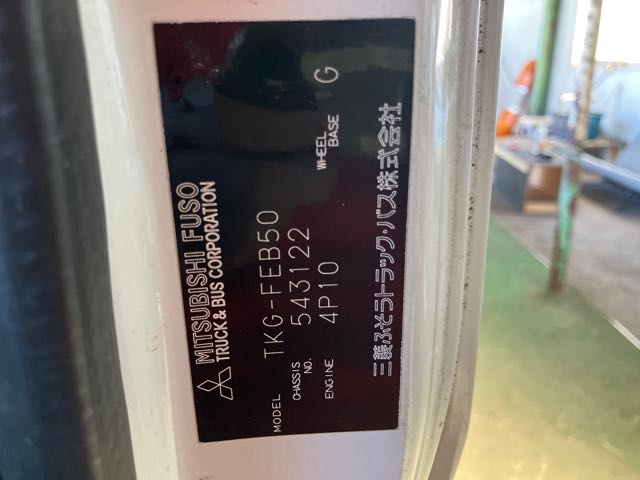 MITSUBISHI FUSO
TRUCK & BUS CORPORATION
MODEL TKG-FEB50
CHASSIS NO. 543122
ENGINE 4P10 WHEEL BASE G
三菱ふそうトラック・バス株式会社